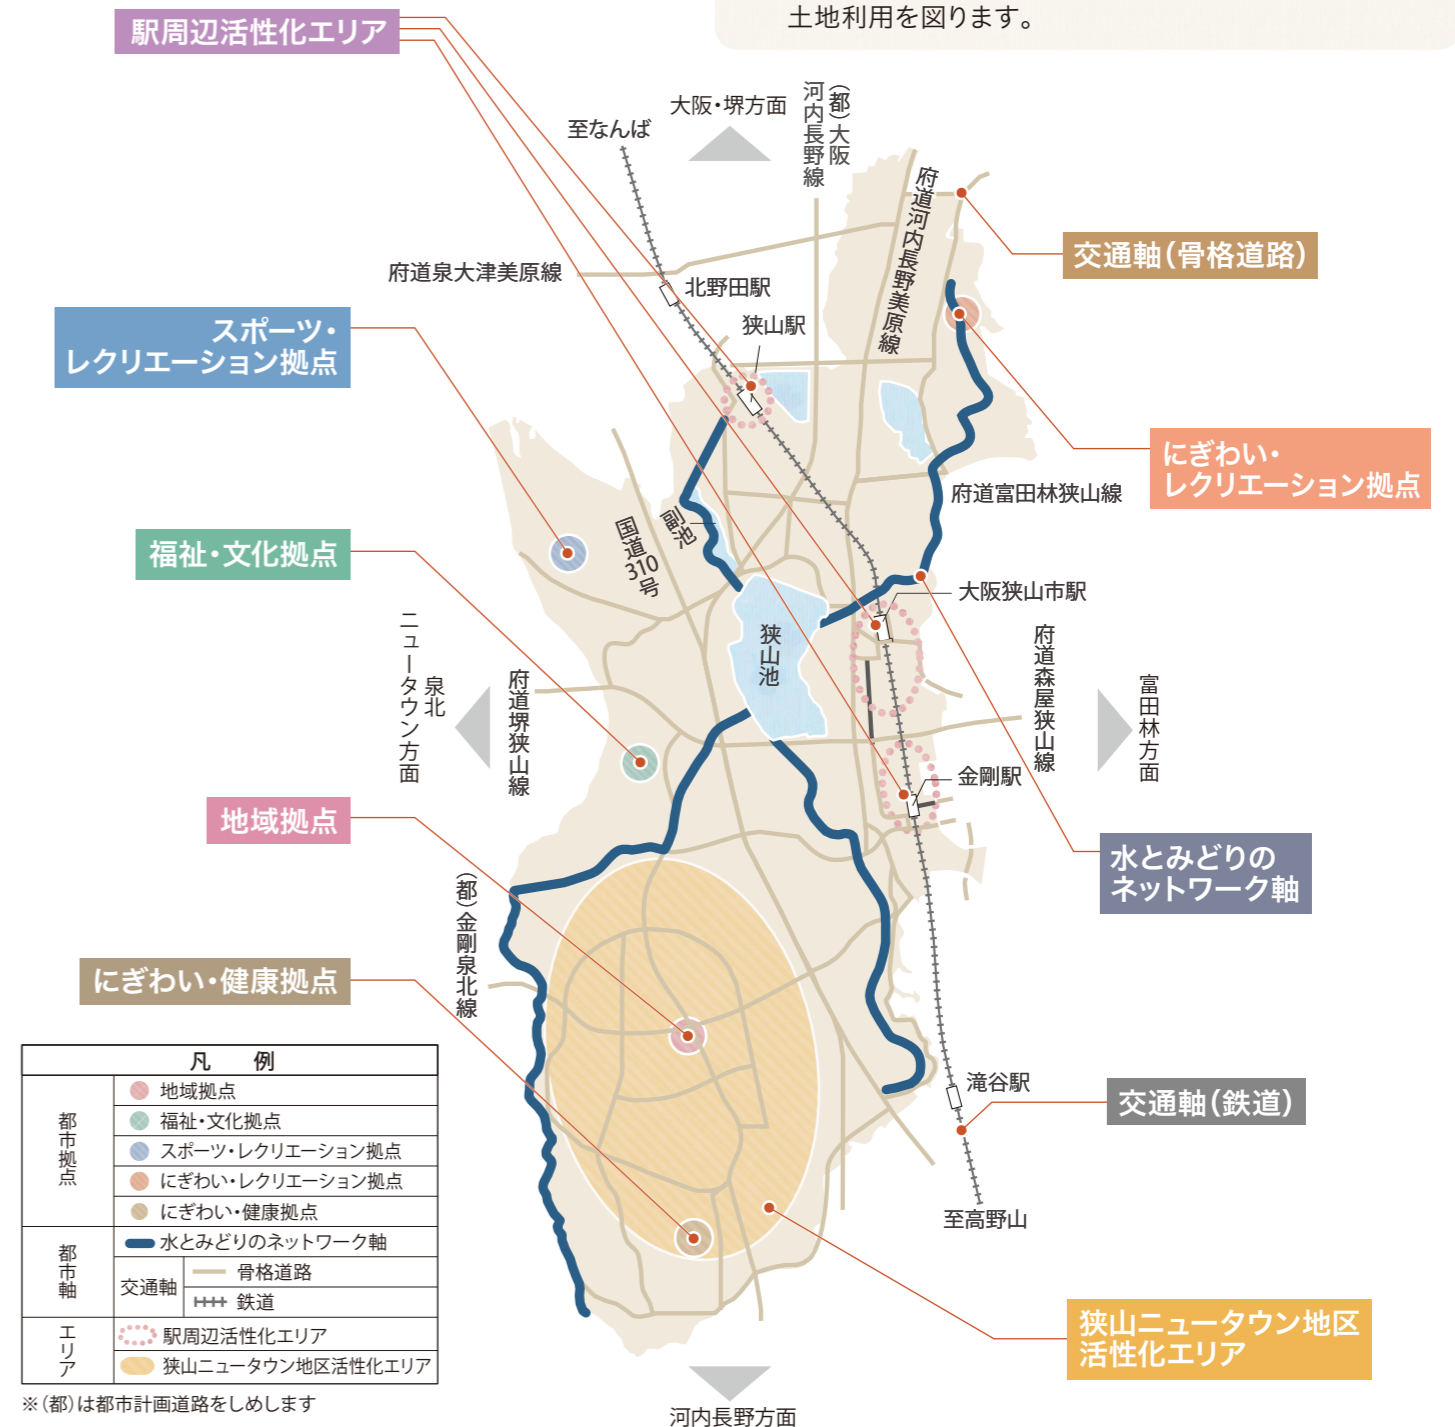 土地利用を図ります。
駅周辺活性化エリア
大阪・堺方面
(都)大阪
河内長野線
至なんば
府道河内長野美原線
交通軸(骨格道路)
府道泉大津美原線
北野田駅
狭山駅
スポーツ・
レクリエーション拠点
にぎわい・
レクリエーション拠点
府道富田林狭山線
国道310号
副池
福祉・文化拠点
大阪狭山市駅
狭山池
泉北
ニュータウン方面
府道堺狭山線
府道森屋狭山線
富田林方面
金剛駅
地域拠点
水とみどりの
ネットワーク軸
(都)金剛泉北線
にぎわい・健康拠点
滝谷駅
交通軸(鉄道)
至高野山
狭山ニュータウン地区
活性化エリア
河内長野方面
凡 例
都市拠点
地域拠点
福祉・文化拠点
スポーツ・レクリエーション拠点
にぎわい・レクリエーション拠点
にぎわい・健康拠点
都市軸
水とみどりのネットワーク軸
交通軸
骨格道路
鉄道
エリア
駅周辺活性化エリア
狭山ニュータウン地区活性化エリア
※(都)は都市計画道路をしめします